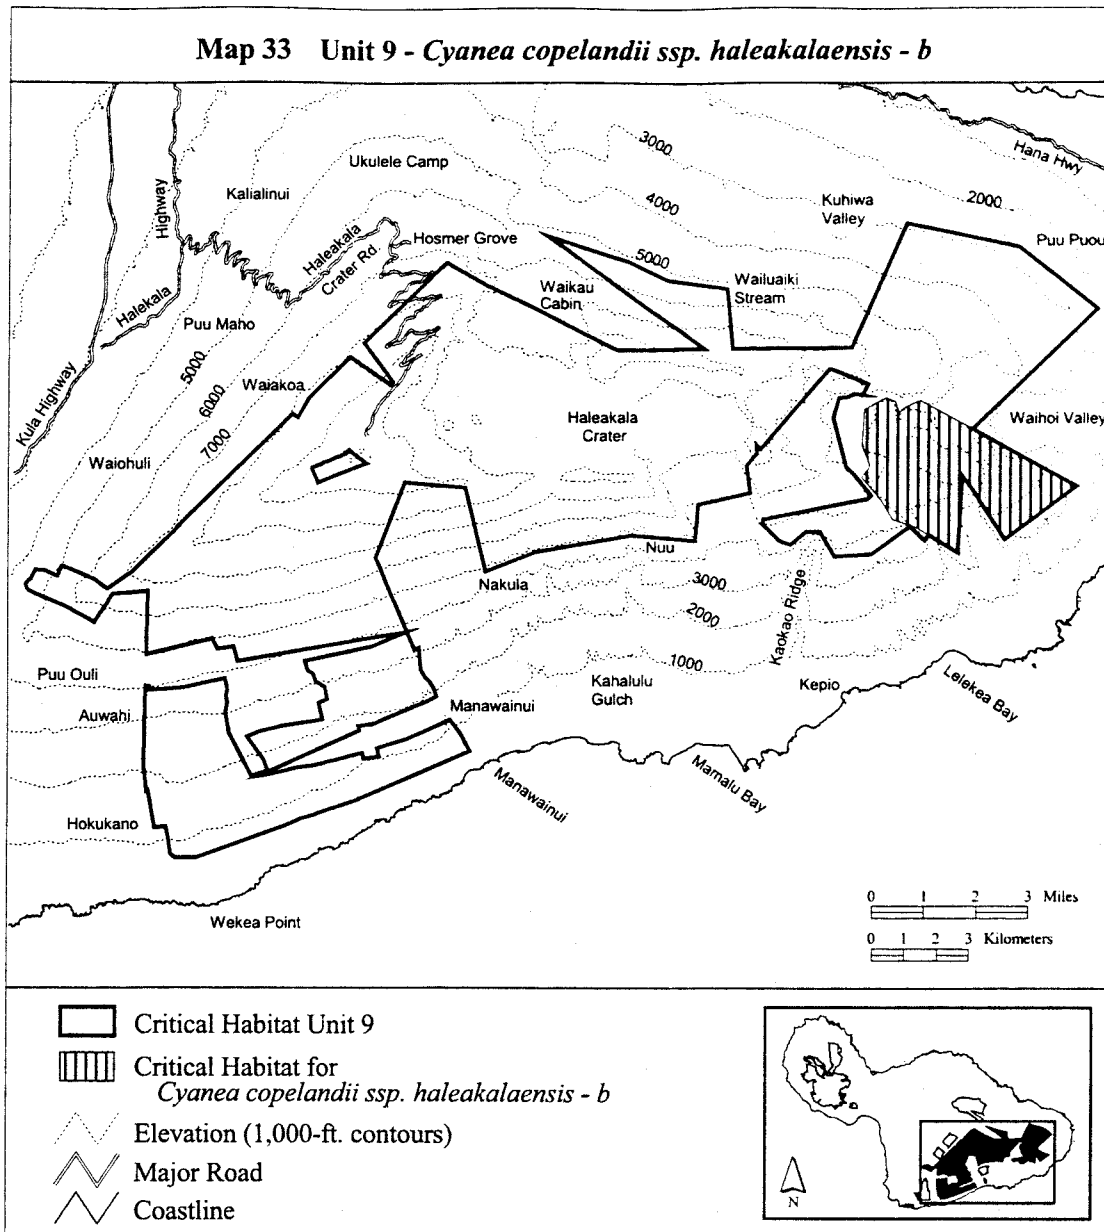 Map 33 Unit 9 - Cyanea copelandii ssp. haleakalaensis - b
3000
Hana Hwy
Ukulele Camp
Kalialinui
Highway
4000
Kuhiwa
Valley
2000
Haleakala
Crater Rd.
Hosmer Grove
Puu Puou
5000
Waikau
Cabin
Wailuaiki
Stream
Halekala
Puu Maho
5000
Kula Highway
Waiakoa
6000
7000
Haleakala
Crater
Waihoi Valley
Waiohuli
Nuu
Nakula
3000
2000
Kaokao Ridge
1000
Puu Ouli
Kahalulu
Gulch
Kepio
Lelekea Bay
Auwahi
Manawainui
Manawainui
Mamalu Bay
Hokukano
Wekea Point
0 1 2 3 Miles
0 1 2 3 Kilometers
Critical Habitat Unit 9
Critical Habitat for
Cyanea copelandii ssp. haleakalaensis - b
Elevation (1,000-ft. contours)
Major Road
Coastline
N